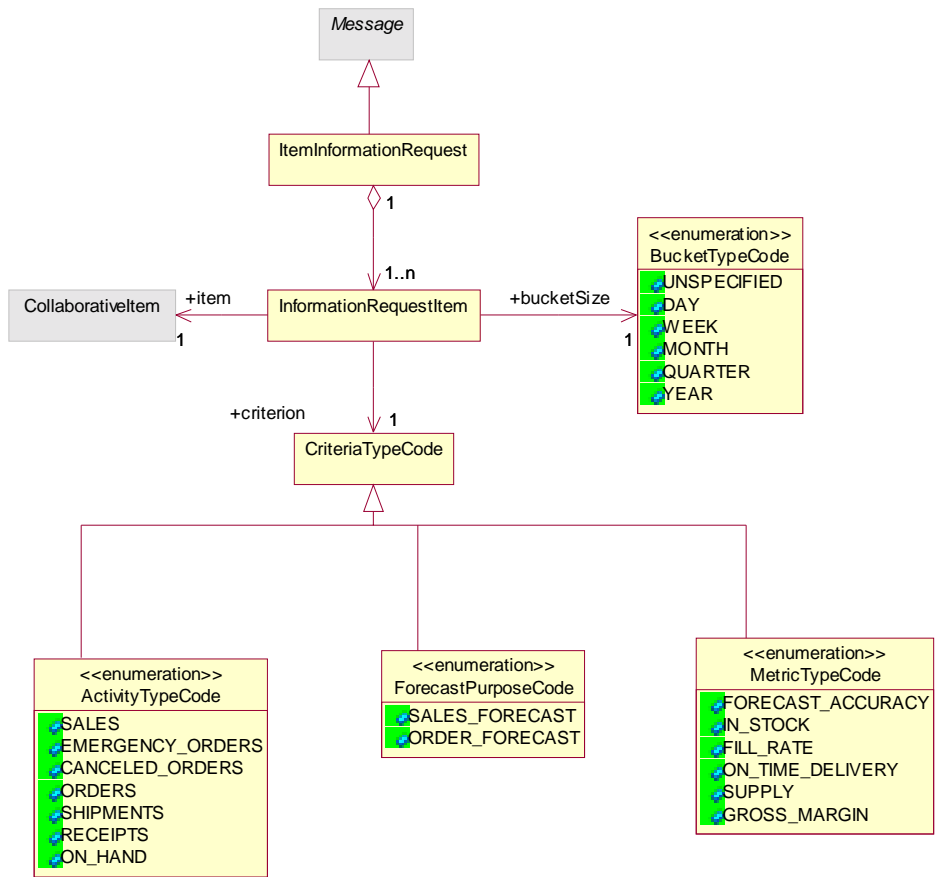 Message
ItemInformationRequest
1
1..n
<<enumeration>>
BucketTypeCode
UNSPECIFIED
DAY
WEEK
MONTH
QUARTER
YEAR
CollaborativeItem
+item
1
InformationRequestItem
+bucketSize
1
+criterion
1
CriteriaTypeCode
<<enumeration>>
ActivityTypeCode
SALES
EMERGENCY_ORDERS
CANCELED_ORDERS
ORDERS
SHIPMENTS
RECEIPTS
ON_HAND
<<enumeration>>
ForecastPurposeCode
SALES_FORECAST
ORDER_FORECAST
<<enumeration>>
MetricTypeCode
FORECAST_ACCURACY
IN_STOCK
FILL_RATE
ON_TIME_DELIVERY
SUPPLY
GROSS_MARGIN